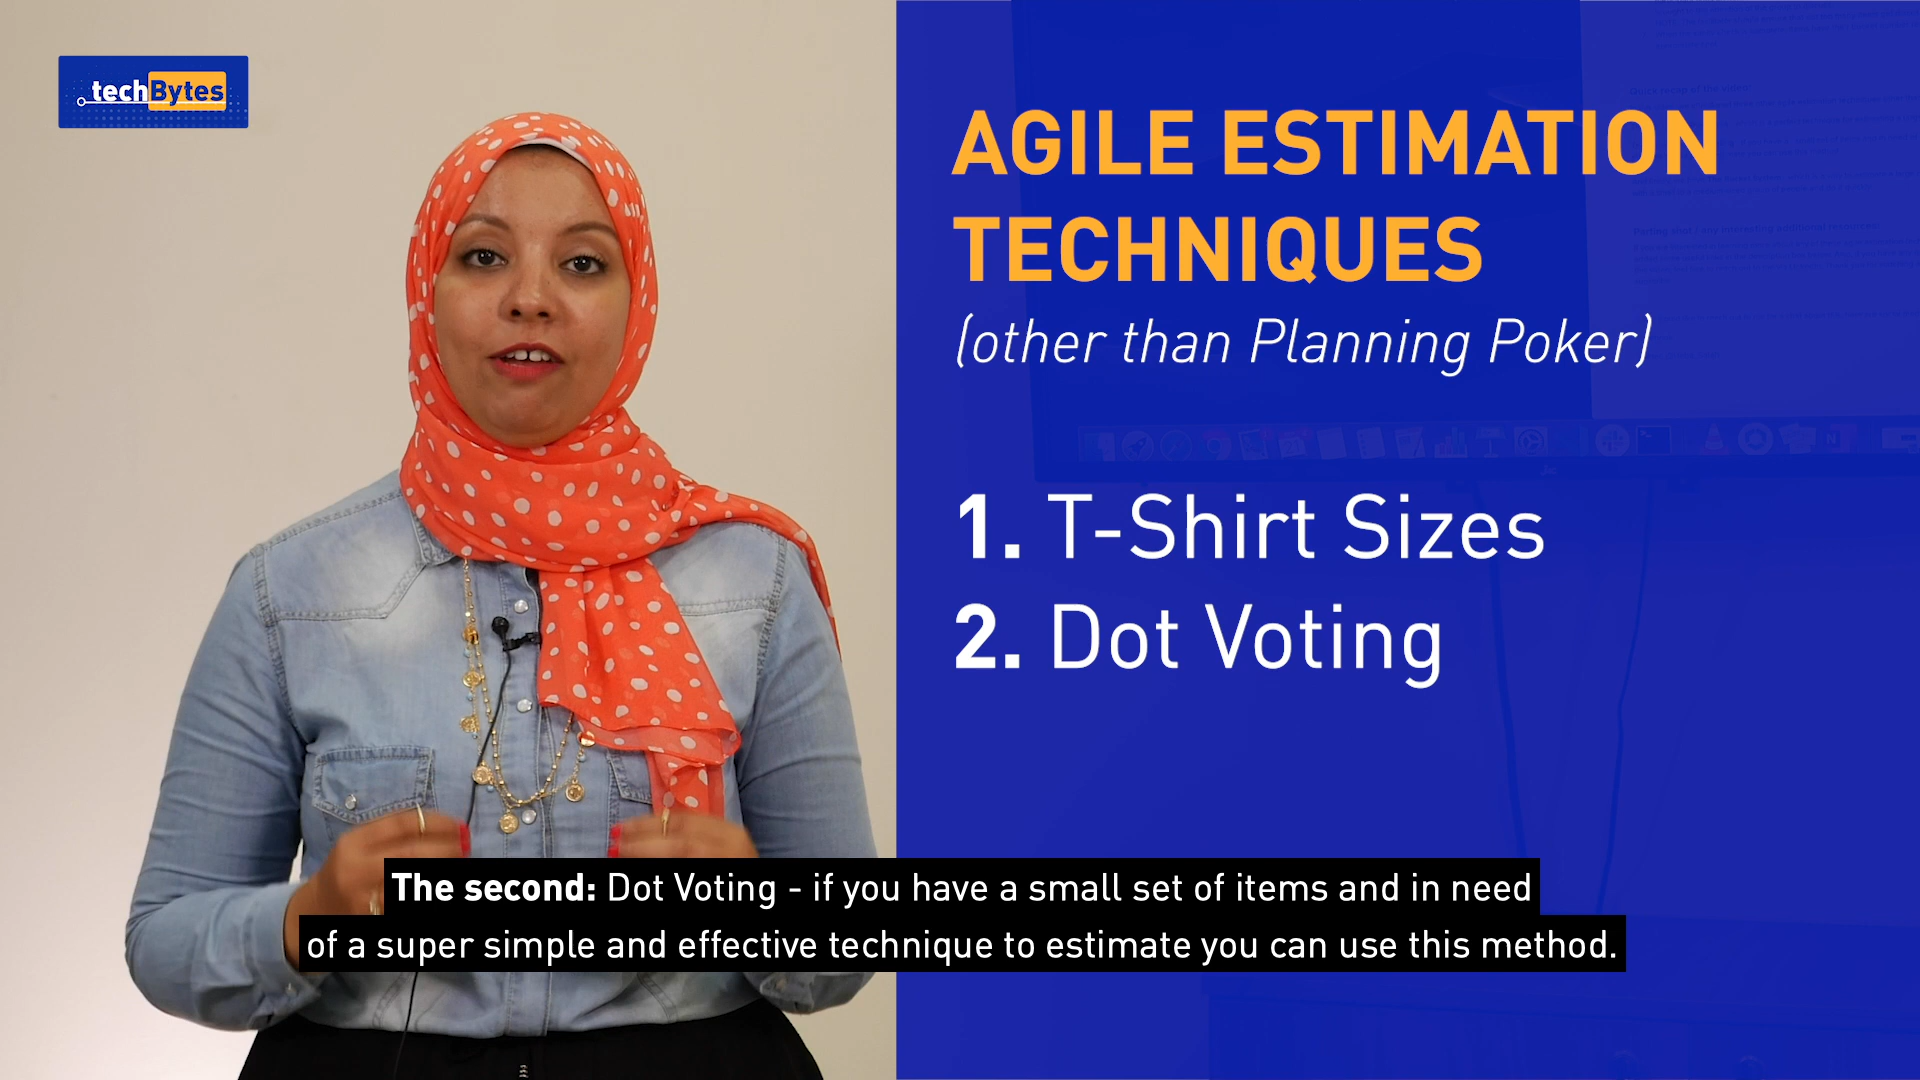 techBytes
AGILE ESTIMATION
TECHNIQUES
(other than Planning Poker)
1. T-Shirt Sizes
2. Dot Voting
The second: Dot Voting - if you have a small set of items and in need
of a super simple and effective technique to estimate you can use this method.